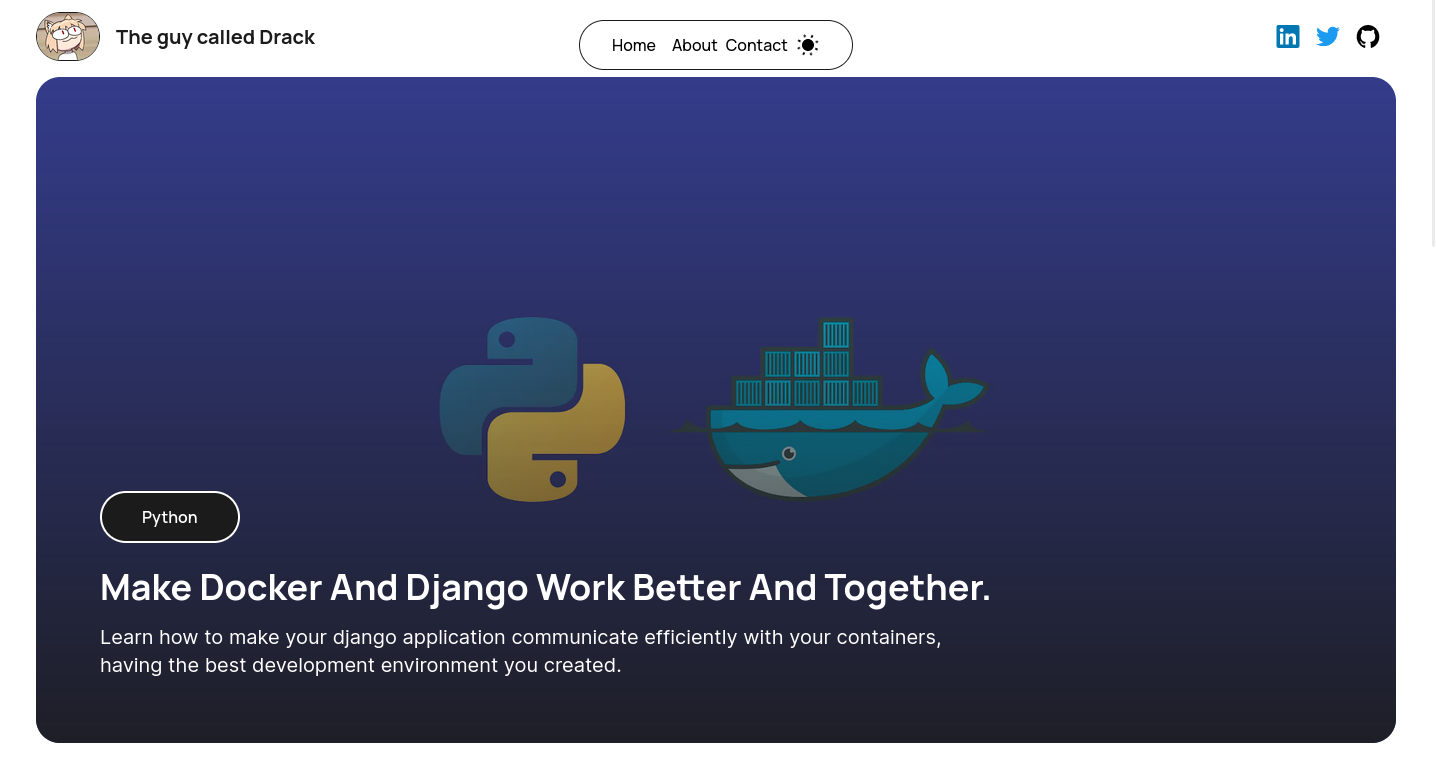 The guy called Drack
Home About Contact
Python
Make Docker And Django Work Better And Together.
Learn how to make your django application communicate efficiently with your containers,
having the best development environment you created.